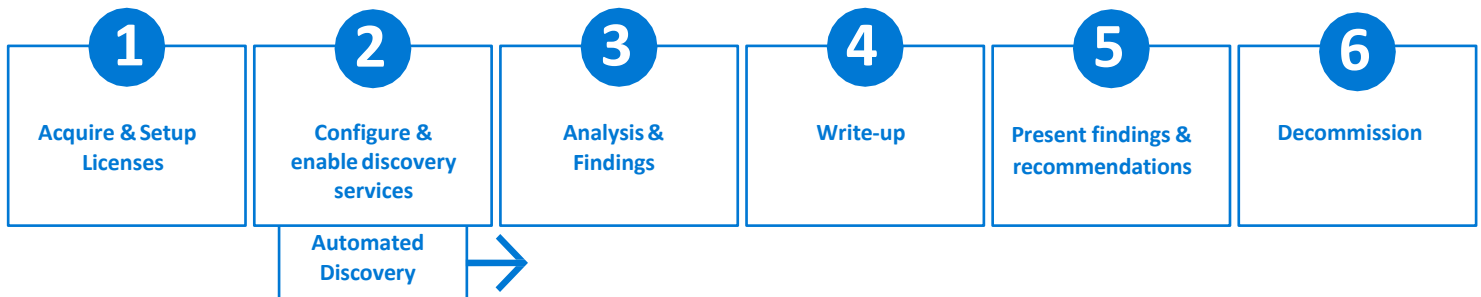 1
Acquire & Setup
Licenses
2
Configure &
enable discovery
services
Automated
Discovery
3
Analysis &
Findings
4
Write-up
5
Present findings &
recommendations
6
Decommission